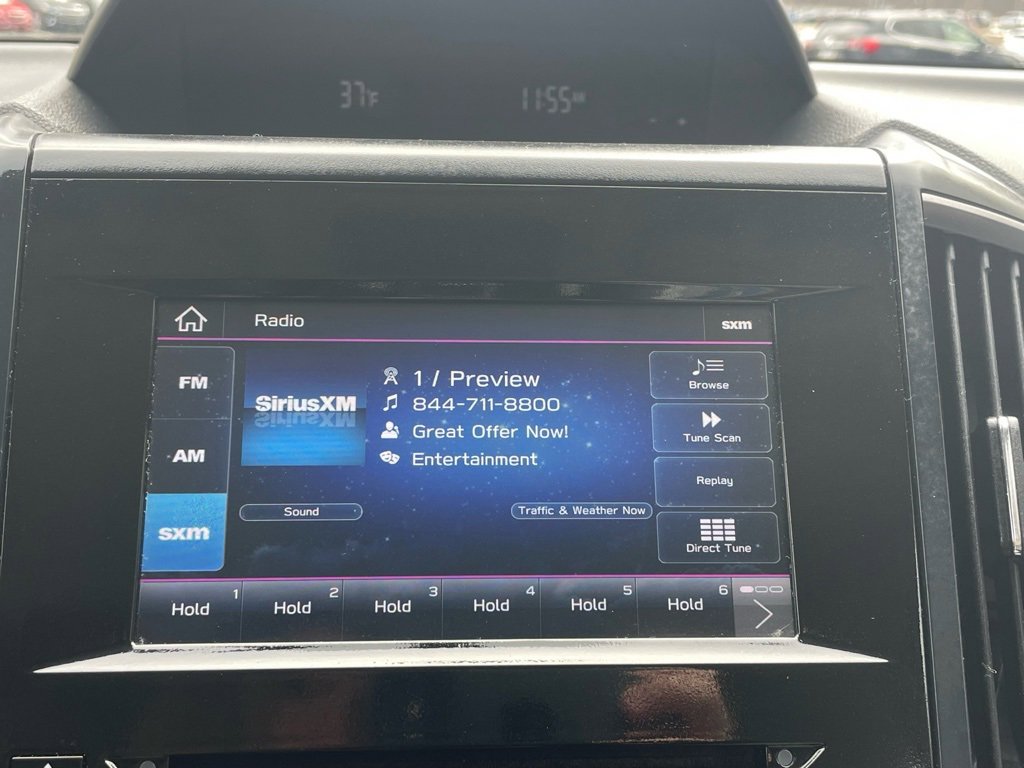 37°F
11:55
Radio
sxm
FM
AM
sxm
SiriusXM
1 / Preview
844-711-8800
Great Offer Now!
Entertainment
Sound
Traffic & Weather Now
Browse
Tune Scan
Replay
Direct Tune
1
Hold
2
Hold
3
Hold
4
Hold
5
Hold
6
Hold